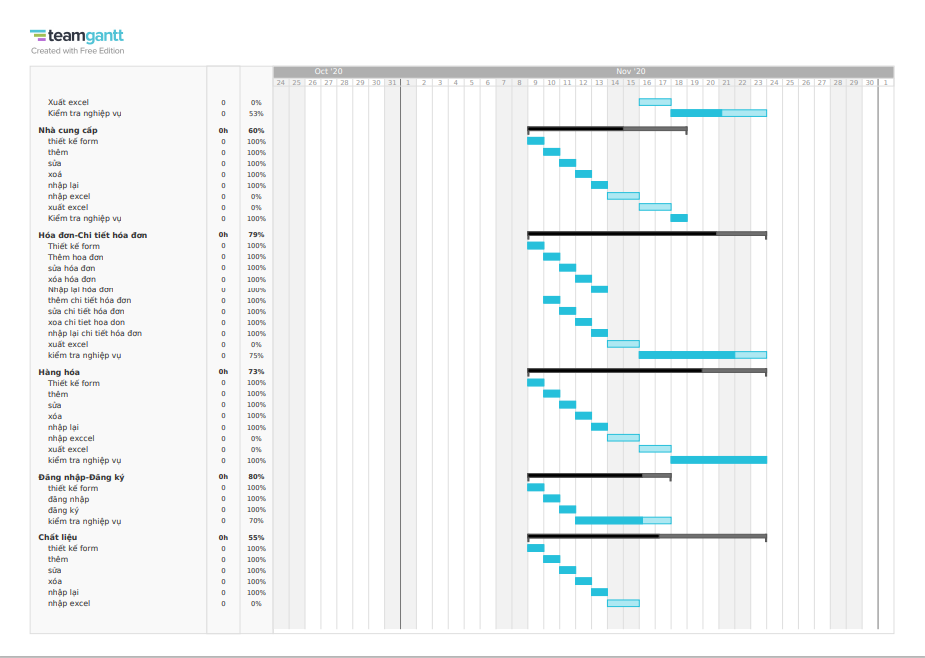 teamgantt
Created with Free Edition
Oct '20 Nov '20
24 25 26 27 28 29 30 31 1 2 3 4 5 6 7 8 9 10 11 12 13 14 15 16 17 18 19 20 21 22 23 24 25 26 27 28 29 30 1
Xuất excel 0 0%
Kiểm tra nghiệp vụ 0 53%
Nhà cung cấp 0h 60%
thiết kế form 0 100%
thêm 0 100%
sửa 0 100%
xoá 0 100%
nhập lại 0 100%
nhập excel 0 0%
xuất excel 0 0%
Kiểm tra nghiệp vụ 0 100%
Hóa đơn-Chi tiết hóa đơn 0h 79%
Thiết kế form 0 100%
Thêm hoa đơn 0 100%
sửa hóa đơn 0 100%
xóa hóa đơn 0 100%
Nhập lại hóa đơn 0 100%
thêm chi tiết hóa đơn 0 100%
sửa chi tiết hóa đơn 0 100%
xoa chi tiet hoa don 0 100%
nhập lại chi tiết hóa đơn 0 100%
xuất excel 0 0%
kiểm tra nghiệp vụ 0 75%
Hàng hóa 0h 73%
Thiết kế form 0 100%
thêm 0 100%
sửa 0 100%
xóa 0 100%
nhập lại 0 100%
nhập exccel 0 0%
xuất excel 0 0%
kiểm tra nghiệp vụ 0 100%
Đăng nhập-Đăng ký 0h 80%
thiết kế form 0 100%
đăng nhập 0 100%
đăng ký 0 100%
kiểm tra nghiệp vụ 0 70%
Chất liệu 0h 55%
thiết kế form 0 100%
thêm 0 100%
sửa 0 100%
xóa 0 100%
nhập lại 0 100%
nhập excel 0 0%